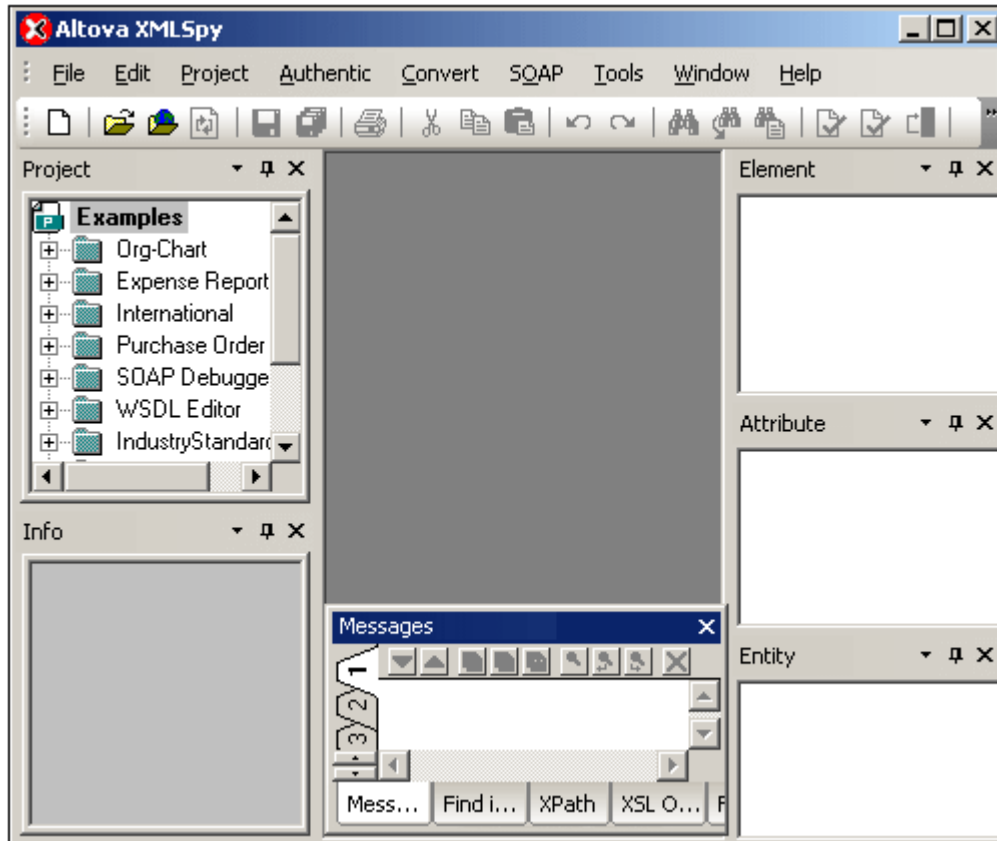 Altova XMLSpy
File Edit Project Authentic Convert SOAP Tools Window Help
Project
P
Examples
Org-Chart
Expense Report
International
Purchase Order
SOAP Debugge
WSDL Editor
IndustryStandard
Info
Messages
1
2
3
Mess... Find i... XPath XSL O... F
Element
Attribute
Entity